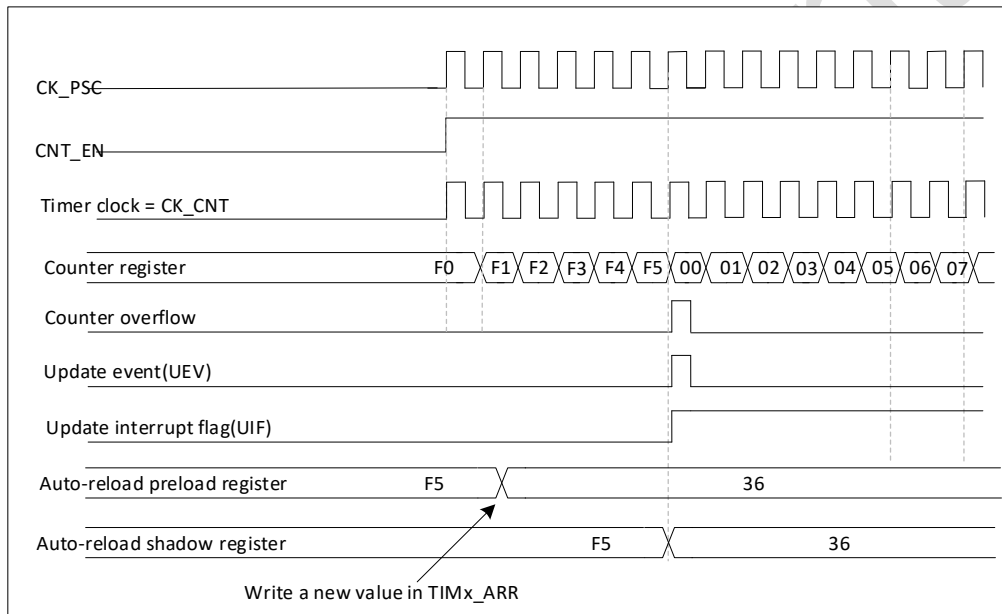 CK_PSC
CNT_EN
Timer clock = CK_CNT
Counter register F0 F1 F2 F3 F4 F5 00 01 02 03 04 05 06 07
Counter overflow
Update event(UEV)
Update interrupt flag(UIF)
Auto-reload preload register F5 36
Auto-reload shadow register F5 36
Write a new value in TIMx_ARR